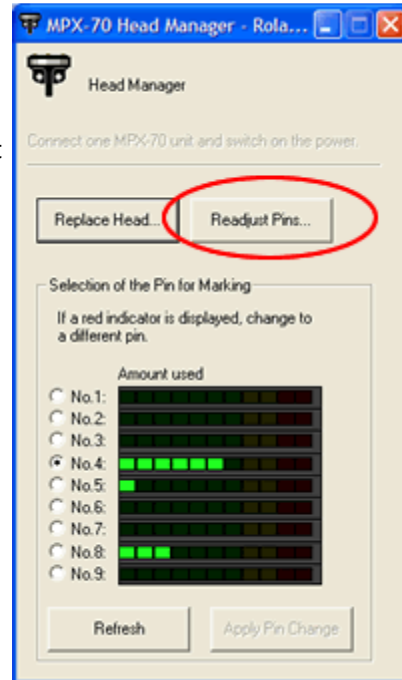 MPX-70 Head Manager - Rola...
Head Manager
Connect one MPX-70 unit and switch on the power.
Replace Head...
Readjust Pins...
Selection of the Pin for Marking
If a red indicator is displayed, change to
a different pin.
Amount used
No.1:
No.2:
No.3:
No.4:
No.5:
No.6:
No.7:
No.8:
No.9:
Refresh
Apply Pin Change